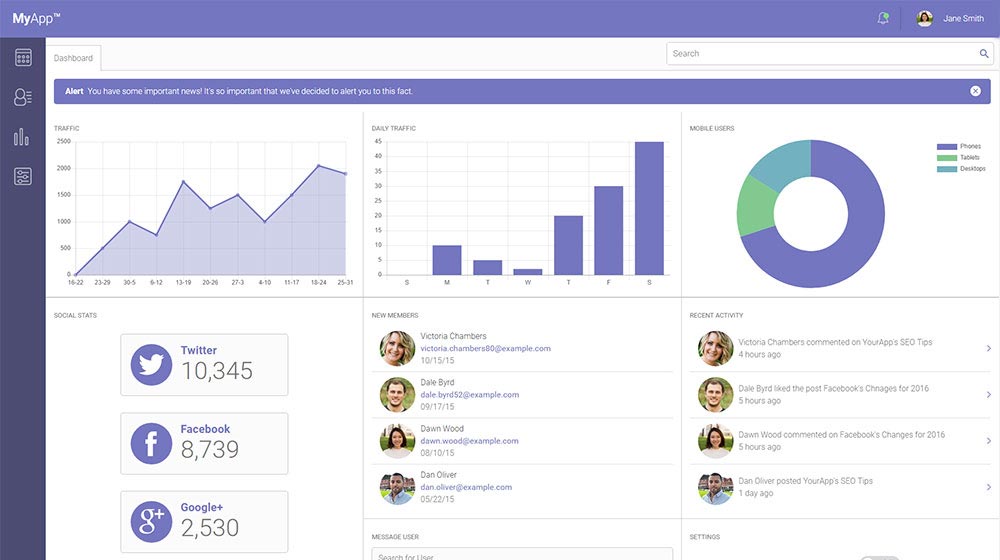 MyApp™
Jane Smith
Dashboard
Search
Alert You have some important news! It's so important that we've decided to alert you to this fact.
TRAFFIC
2500
2000
1500
1000
500
0
16-22 23-29 30-5 6-12 13-19 20-26 27-3 4-10 11-17 18-24 25-31
DAILY TRAFFIC
45
40
35
30
25
20
15
10
5
0
S M T W T F S
MOBILE USERS
Phones
Tablets
Desktops
SOCIAL STATS
Twitter
10,345
Facebook
8,739
Google+
2,530
NEW MEMBERS
Victoria Chambers
victoria.chambers80@example.com
10/15/15
Dale Byrd
dale.byrd52@example.com
09/17/15
Dawn Wood
dawn.wood@example.com
08/10/15
Dan Oliver
dan.oliver@example.com
05/22/15
RECENT ACTIVITY
Victoria Chambers commented on YourApp's SEO Tips
4 hours ago
Dale Byrd liked the post Facebook's Chnages for 2016
5 hours ago
Dawn Wood commented on Facebook's Changes for 2016
5 hours ago
Dan Oliver posted YourApp's SEO Tips
1 day ago
MESSAGE USER
Search for User
SETTINGS